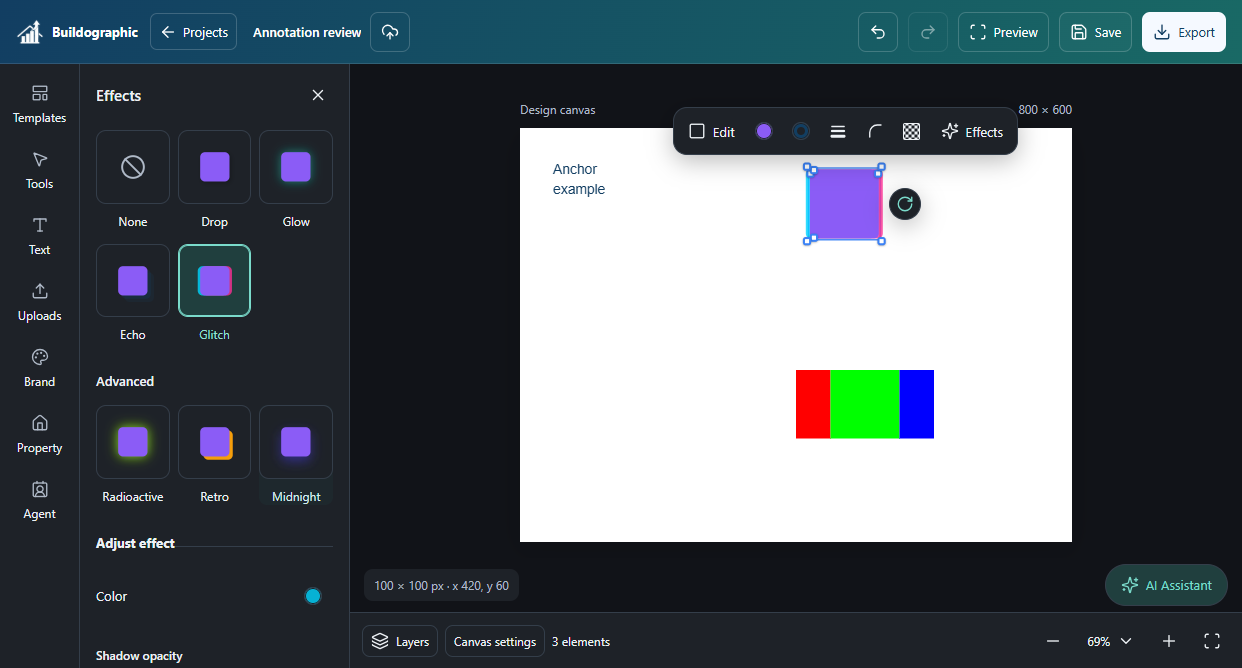 Buildographic
Projects
Annotation review
Preview
Save
Export
Templates
Tools
Text
Uploads
Brand
Property
Agent
Effects
None
Drop
Glow
Echo
Glitch
Advanced
Radioactive
Retro
Midnight
Adjust effect
Color
Shadow opacity
Design canvas
800 × 600
Edit
Effects
Anchor
example
100 × 100 px · x 420, y 60
AI Assistant
Layers
Canvas settings
3 elements
69%